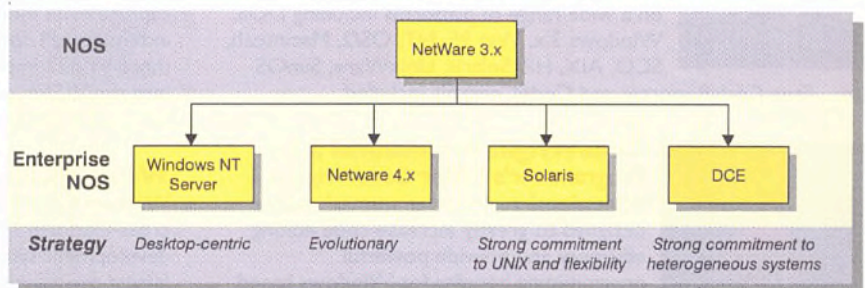 NOS
NetWare 3.x
Enterprise
NOS
Windows NT
Server
Netware 4.x
Solaris
DCE
Strategy
Desktop-centric
Evolutionary
Strong commitment
to UNIX and flexibility
Strong commitment to
heterogeneous systems